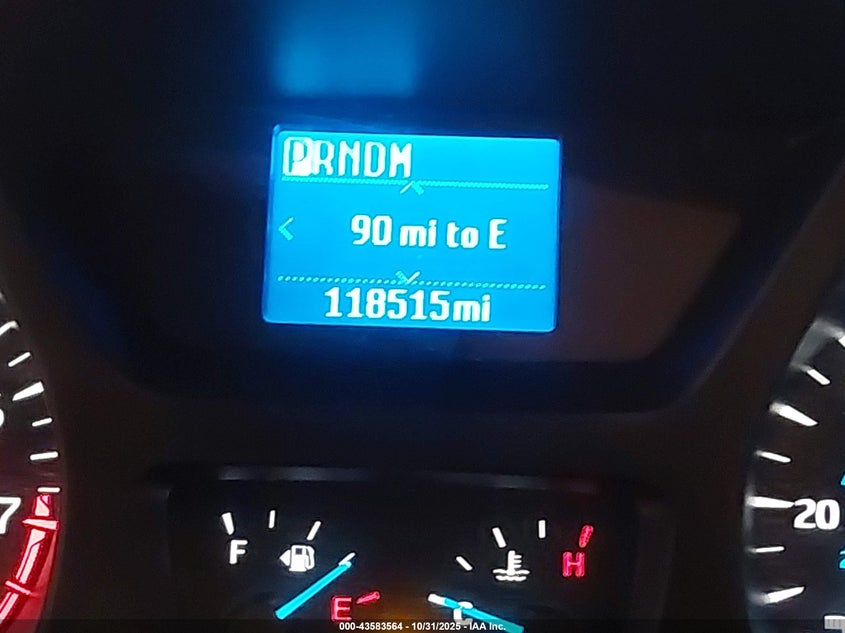 PRNDM
90 mi to E
118515mi
7
20
F
H
E
C
000-43583564 - 10/31/2025 - IAA Inc.